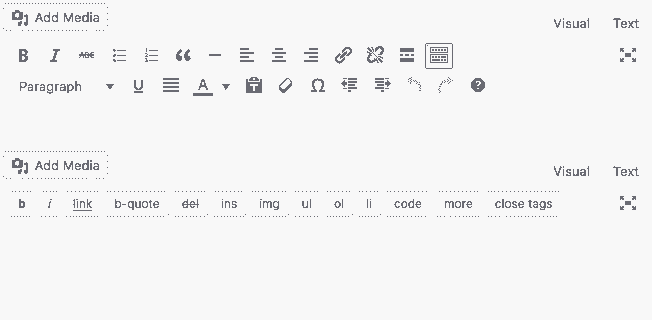 Add Media
Visual Text
B I ABC
Paragraph U A T Ω ?
Add Media
Visual Text
b i link b-quote del ins img ul ol li code more close tags